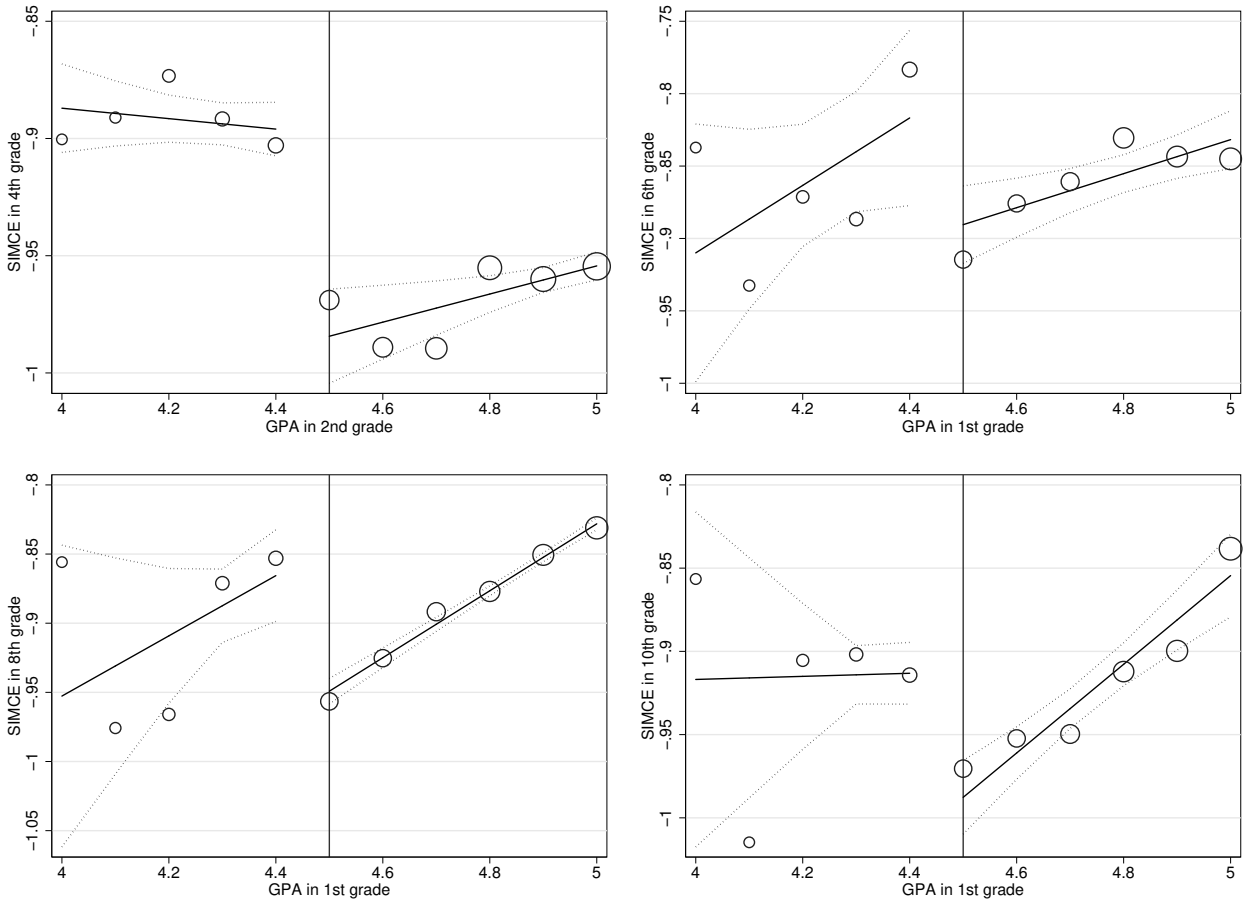 SIMCE in 4th grade
−.85
−.9
−.95
−1
4 4.2 4.4 4.6 4.8 5
GPA in 2nd grade
SIMCE in 6th grade
−.75
−.8
−.85
−.9
−.95
−1
4 4.2 4.4 4.6 4.8 5
GPA in 1st grade
SIMCE in 8th grade
−.8
−.85
−.9
−.95
−1
−1.05
4 4.2 4.4 4.6 4.8 5
GPA in 1st grade
SIMCE in 10th grade
−.8
−.85
−.9
−.95
−1
4 4.2 4.4 4.6 4.8 5
GPA in 1st grade